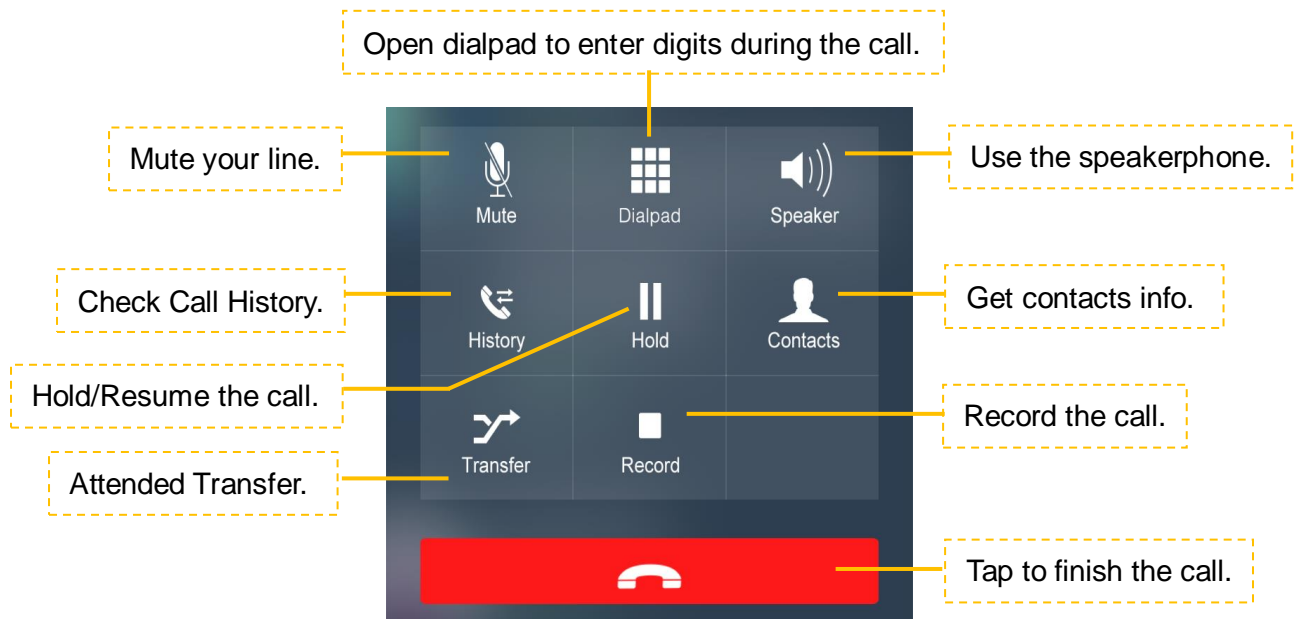 Open dialpad to enter digits during the call.
Mute your line.
Use the speakerphone.
Mute
Dialpad
Speaker
Check Call History.
Get contacts info.
History
Hold
Contacts
Hold/Resume the call.
Record the call.
Transfer
Record
Attended Transfer.
Tap to finish the call.